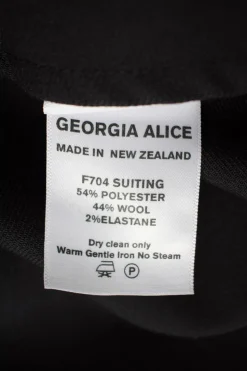 GEORGIA ALICE
MADE IN NEW ZEALAND
F704 SUITING
54% POLYESTER
44% WOOL
2%ELASTANE
Dry clean only
Warm Gentle Iron No Steam
P